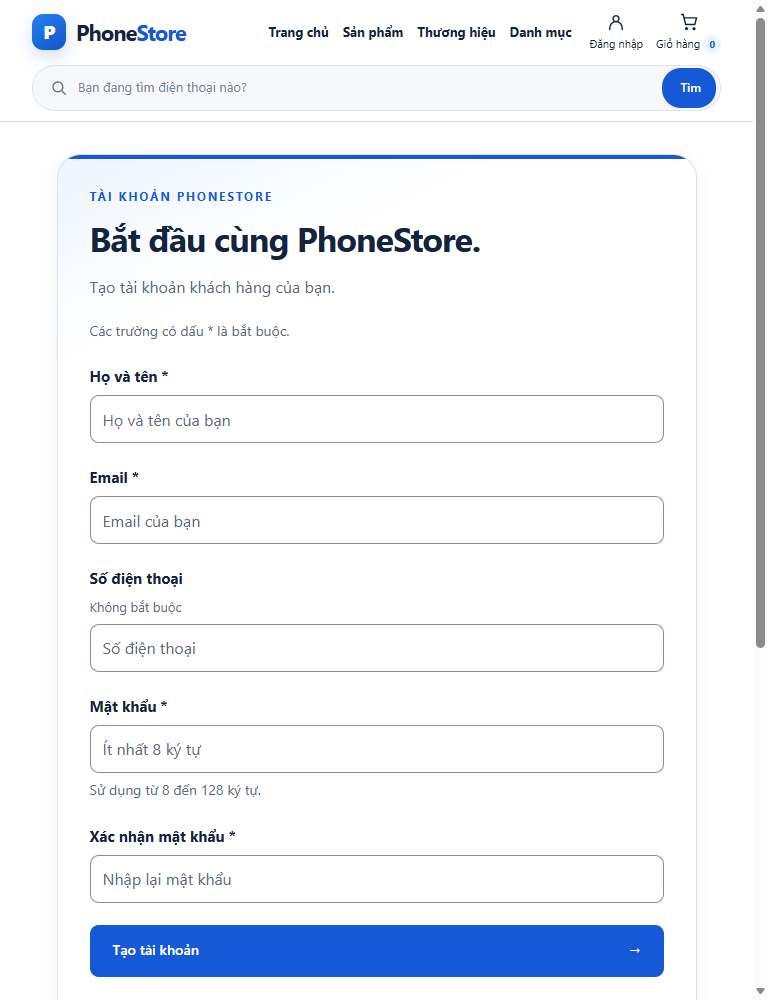 P PhoneStore
Trang chủ Sản phẩm Thương hiệu Danh mục
Đăng nhập
Giỏ hàng 0
Bạn đang tìm điện thoại nào?
Tìm
TÀI KHOẢN PHONESTORE
Bắt đầu cùng PhoneStore.
Tạo tài khoản khách hàng của bạn.
Các trường có dấu * là bắt buộc.
Họ và tên *
Họ và tên của bạn
Email *
Email của bạn
Số điện thoại
Không bắt buộc
Số điện thoại
Mật khẩu *
Ít nhất 8 ký tự
Sử dụng từ 8 đến 128 ký tự.
Xác nhận mật khẩu *
Nhập lại mật khẩu
Tạo tài khoản →